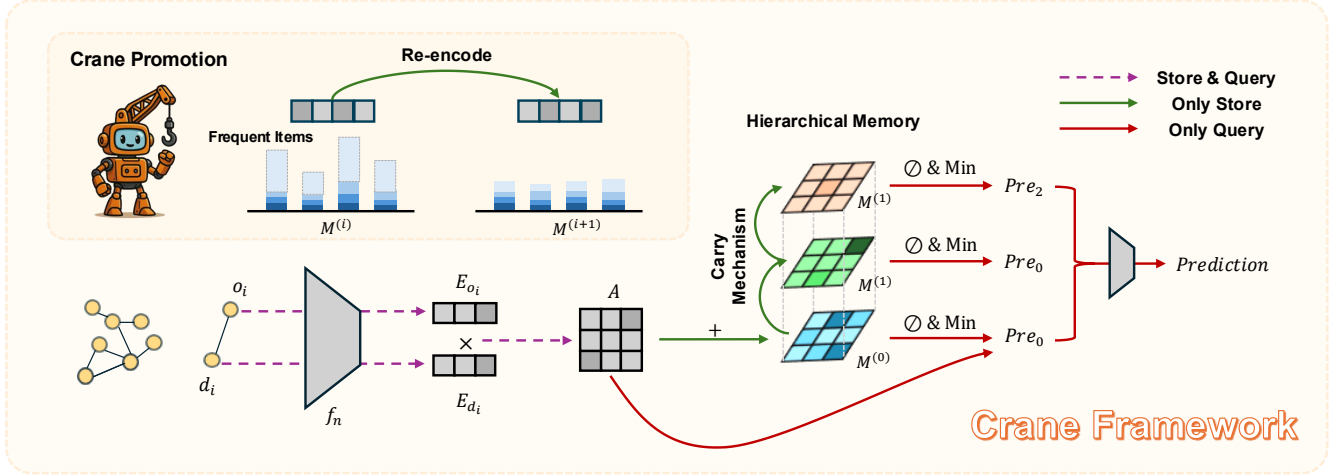 Crane Promotion
Re-encode
Frequent Items
M^{(i)}
M^{(i+1)}
Store & Query
Only Store
Only Query
Hierarchical Memory
Carry
Mechanism
∅ & Min
M^{(1)}
Pre_2
∅ & Min
M^{(1)}
Pre_0
∅ & Min
M^{(0)}
Pre_0
Prediction
o_i
d_i
f_n
E_{o_i}
×
E_{d_i}
A
+
Crane Framework